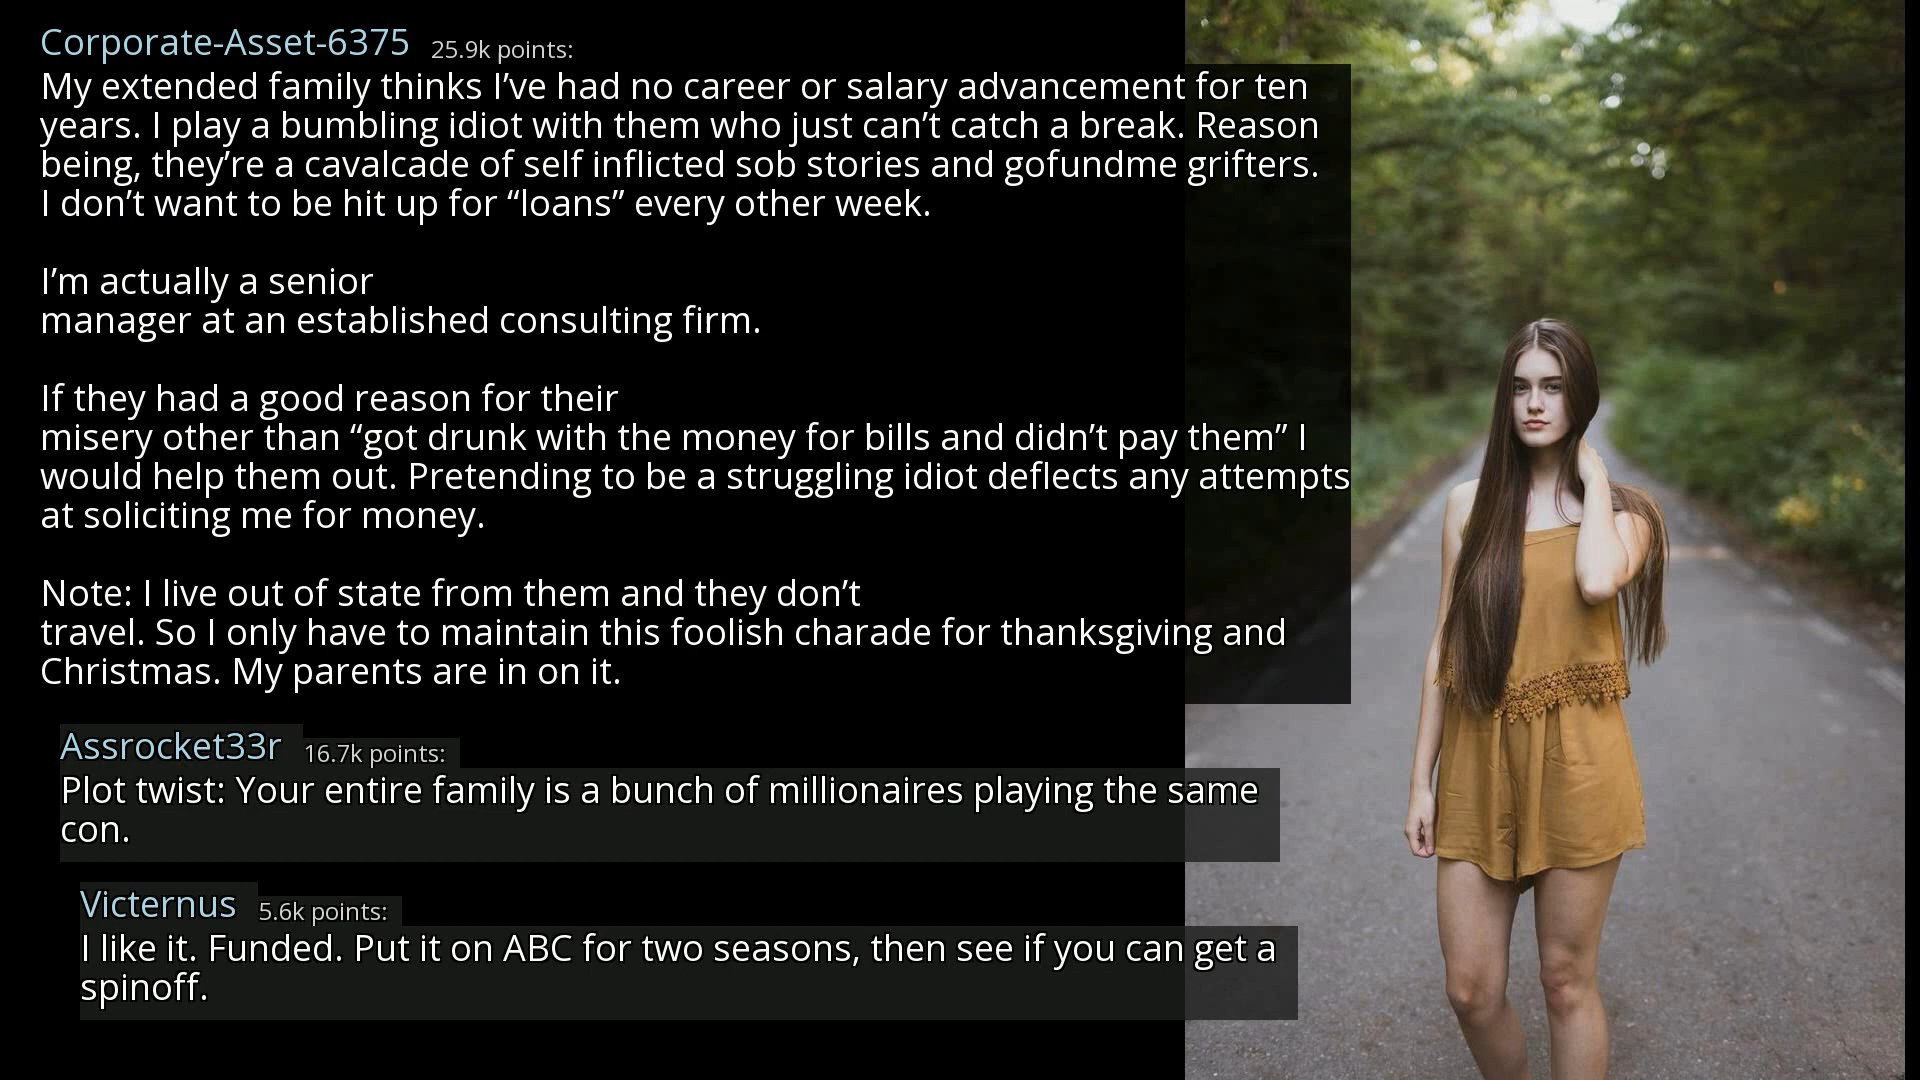 Corporate-Asset-6375 25.9k points:
My extended family thinks I’ve had no career or salary advancement for ten
years. I play a bumbling idiot with them who just can’t catch a break. Reason
being, they’re a cavalcade of self inflicted sob stories and gofundme grifters.
I don’t want to be hit up for “loans” every other week.
I’m actually a senior
manager at an established consulting firm.
If they had a good reason for their
misery other than “got drunk with the money for bills and didn’t pay them” I
would help them out. Pretending to be a struggling idiot deflects any attempts
at soliciting me for money.
Note: I live out of state from them and they don’t
travel. So I only have to maintain this foolish charade for thanksgiving and
Christmas. My parents are in on it.
Assrocket33r 16.7k points:
Plot twist: Your entire family is a bunch of millionaires playing the same
con.
Victernus 5.6k points:
I like it. Funded. Put it on ABC for two seasons, then see if you can get a
spinoff.